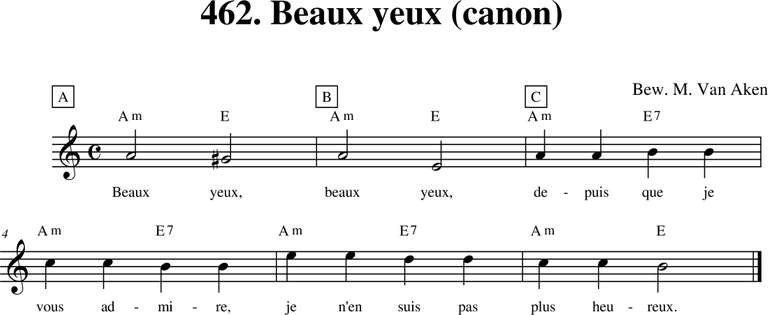 462. Beaux yeux (canon)
A B C Bew. M. Van Aken
Am E Am E Am E7
Beaux yeux, beaux yeux, de - puis que je
4 Am E7 Am E7 Am E
vous ad - mi - re, je n'en suis pas plus heu - reux.